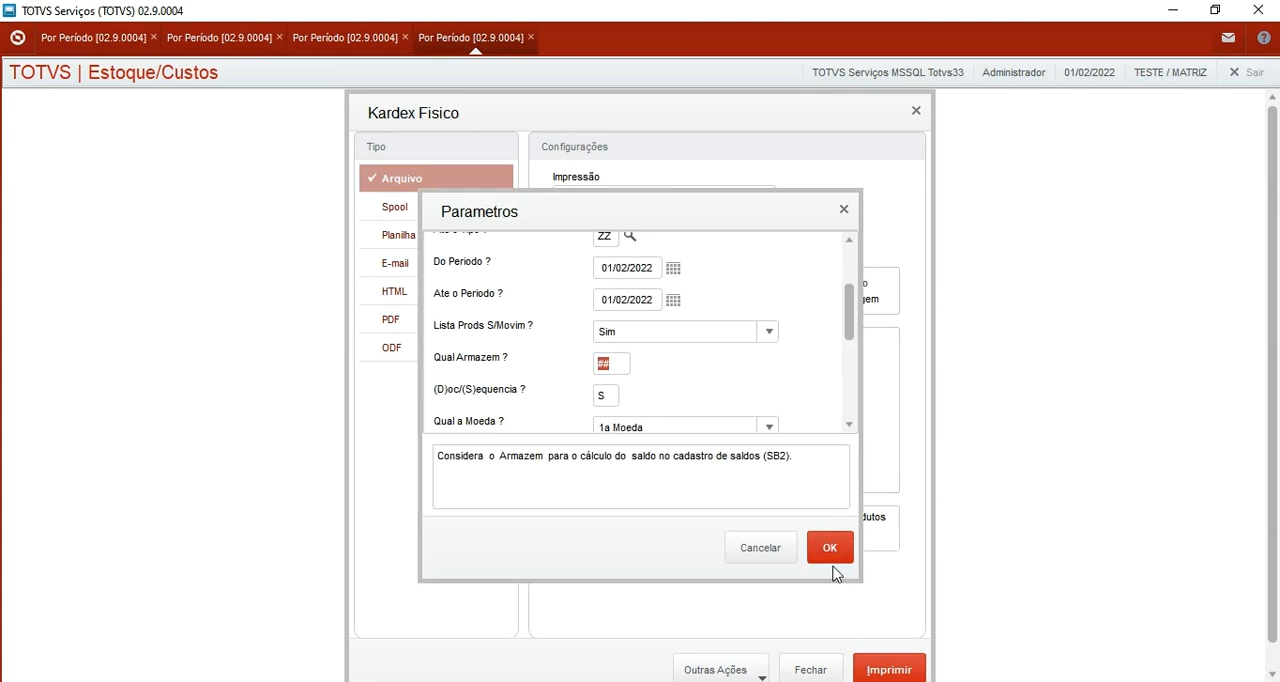 TOTVS Serviços (TOTVS) 02.9.0004
Por Período [02.9.0004] × Por Período [02.9.0004] × Por Período [02.9.0004] × Por Período [02.9.0004] ×
TOTVS | Estoque/Custos
TOTVS Serviços MSSQL Totvs33 Administrador 01/02/2022 TESTE / MATRIZ Sair
Kardex Fisico
Tipo
Configurações
Arquivo
Impressão
Spool
Planilha
E-mail
HTML
PDF
ODF
Parametros
ZZ
Do Periodo ?
01/02/2022
Ate o Periodo ?
01/02/2022
Lista Prods S/Movim ?
Sim
Qual Armazem ?
##
(D)oc/(S)equencia ?
S
Qual a Moeda ?
1a Moeda
Considera o Armazem para o cálculo do saldo no cadastro de saldos (SB2).
Cancelar OK
o
gem
dutos
Outras Ações Fechar Imprimir